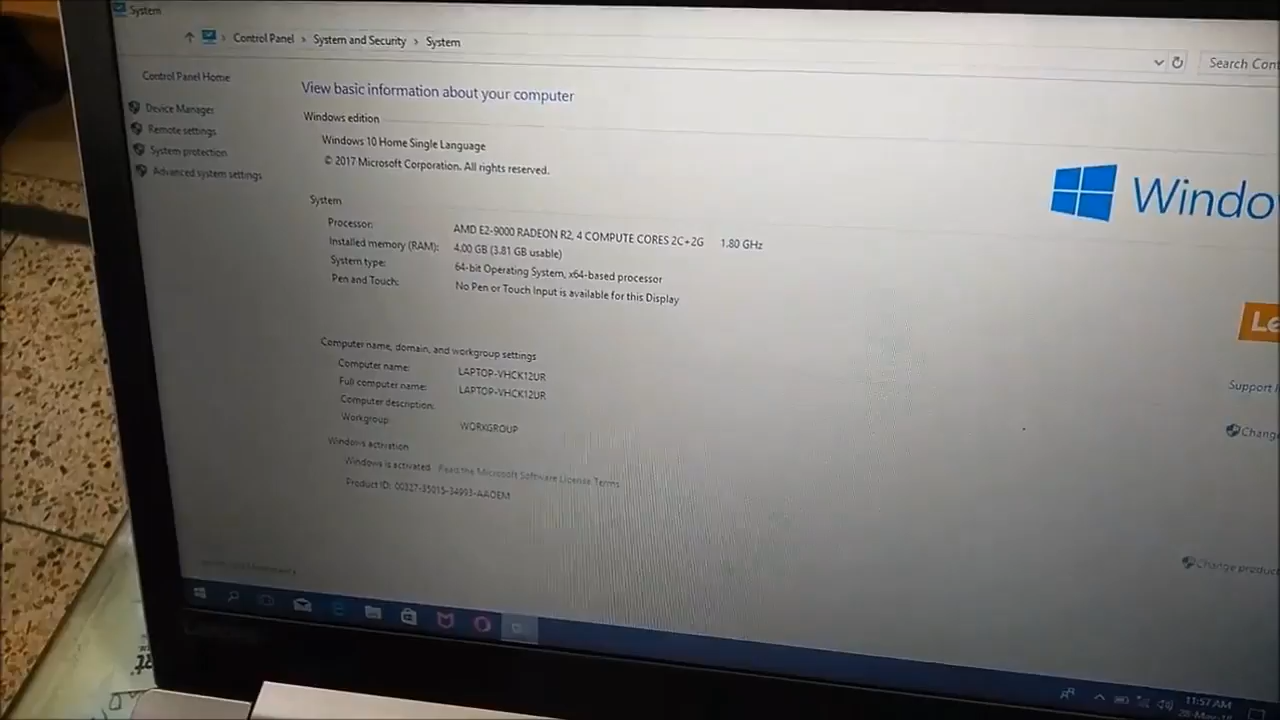 System
Control Panel > System and Security > System
Search Cont
Control Panel Home
Device Manager
Remote settings
System protection
Advanced system settings
View basic information about your computer
Windows edition
Windows 10 Home Single Language
© 2017 Microsoft Corporation. All rights reserved.
Windo
System
Processor: AMD E2-9000 RADEON R2, 4 COMPUTE CORES 2C+2G 1.80 GHz
Installed memory (RAM): 4.00 GB (3.81 GB usable)
System type: 64-bit Operating System, x64-based processor
Pen and Touch: No Pen or Touch Input is available for this Display
Le
Support
Computer name, domain, and workgroup settings
Computer name: LAPTOP-VHCK12UR
Full computer name: LAPTOP-VHCK12UR
Computer description:
Workgroup: WORKGROUP
Chang
Windows activation
Windows is activated Read the Microsoft Software License Terms
Product ID: 00327-35015-34993-AAOEM
Change produc
11:57 AM